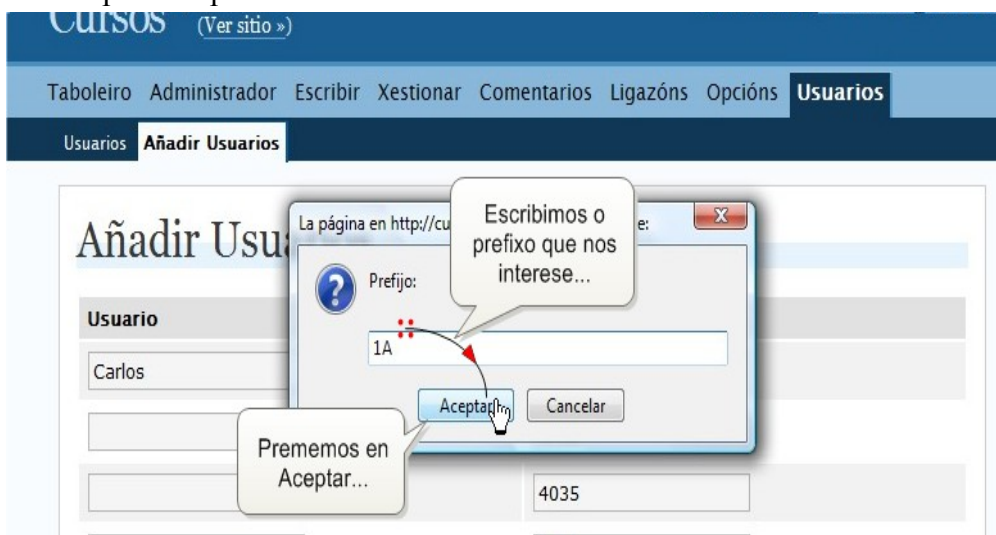 Cursos (Ver sitio »)
Taboleiro Administrador Escribir Xestionar Comentarios Ligazóns Opcións Usuarios
Usuarios Añadir Usuarios
La página en http://cu
e:
X
Escribimos o
prefixo que nos
interese...
Añadir Usu
Prefijo:
Usuario
1A
Carlos
Aceptar
Cancelar
Prememos en
Aceptar...
4035